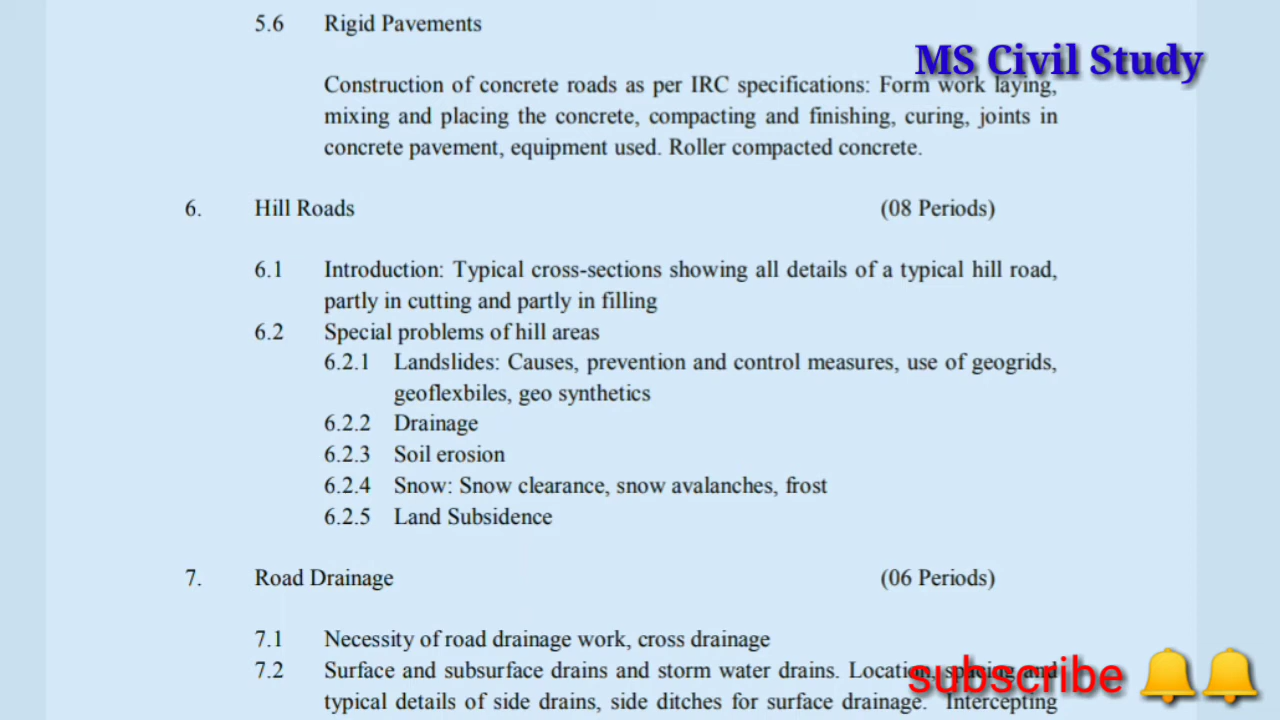 5.6 Rigid Pavements
MS Civil Study
Construction of concrete roads as per IRC specifications: Form work laying,
mixing and placing the concrete, compacting and finishing, curing, joints in
concrete pavement, equipment used. Roller compacted concrete.
6. Hill Roads (08 Periods)
6.1 Introduction: Typical cross-sections showing all details of a typical hill road,
partly in cutting and partly in filling
6.2 Special problems of hill areas
6.2.1 Landslides: Causes, prevention and control measures, use of geogrids,
geoflexbiles, geo synthetics
6.2.2 Drainage
6.2.3 Soil erosion
6.2.4 Snow: Snow clearance, snow avalanches, frost
6.2.5 Land Subsidence
7. Road Drainage (06 Periods)
7.1 Necessity of road drainage work, cross drainage
7.2 Surface and subsurface drains and storm water drains. Location, spacing and
subscribe
typical details of side drains, side ditches for surface drainage. Intercepting